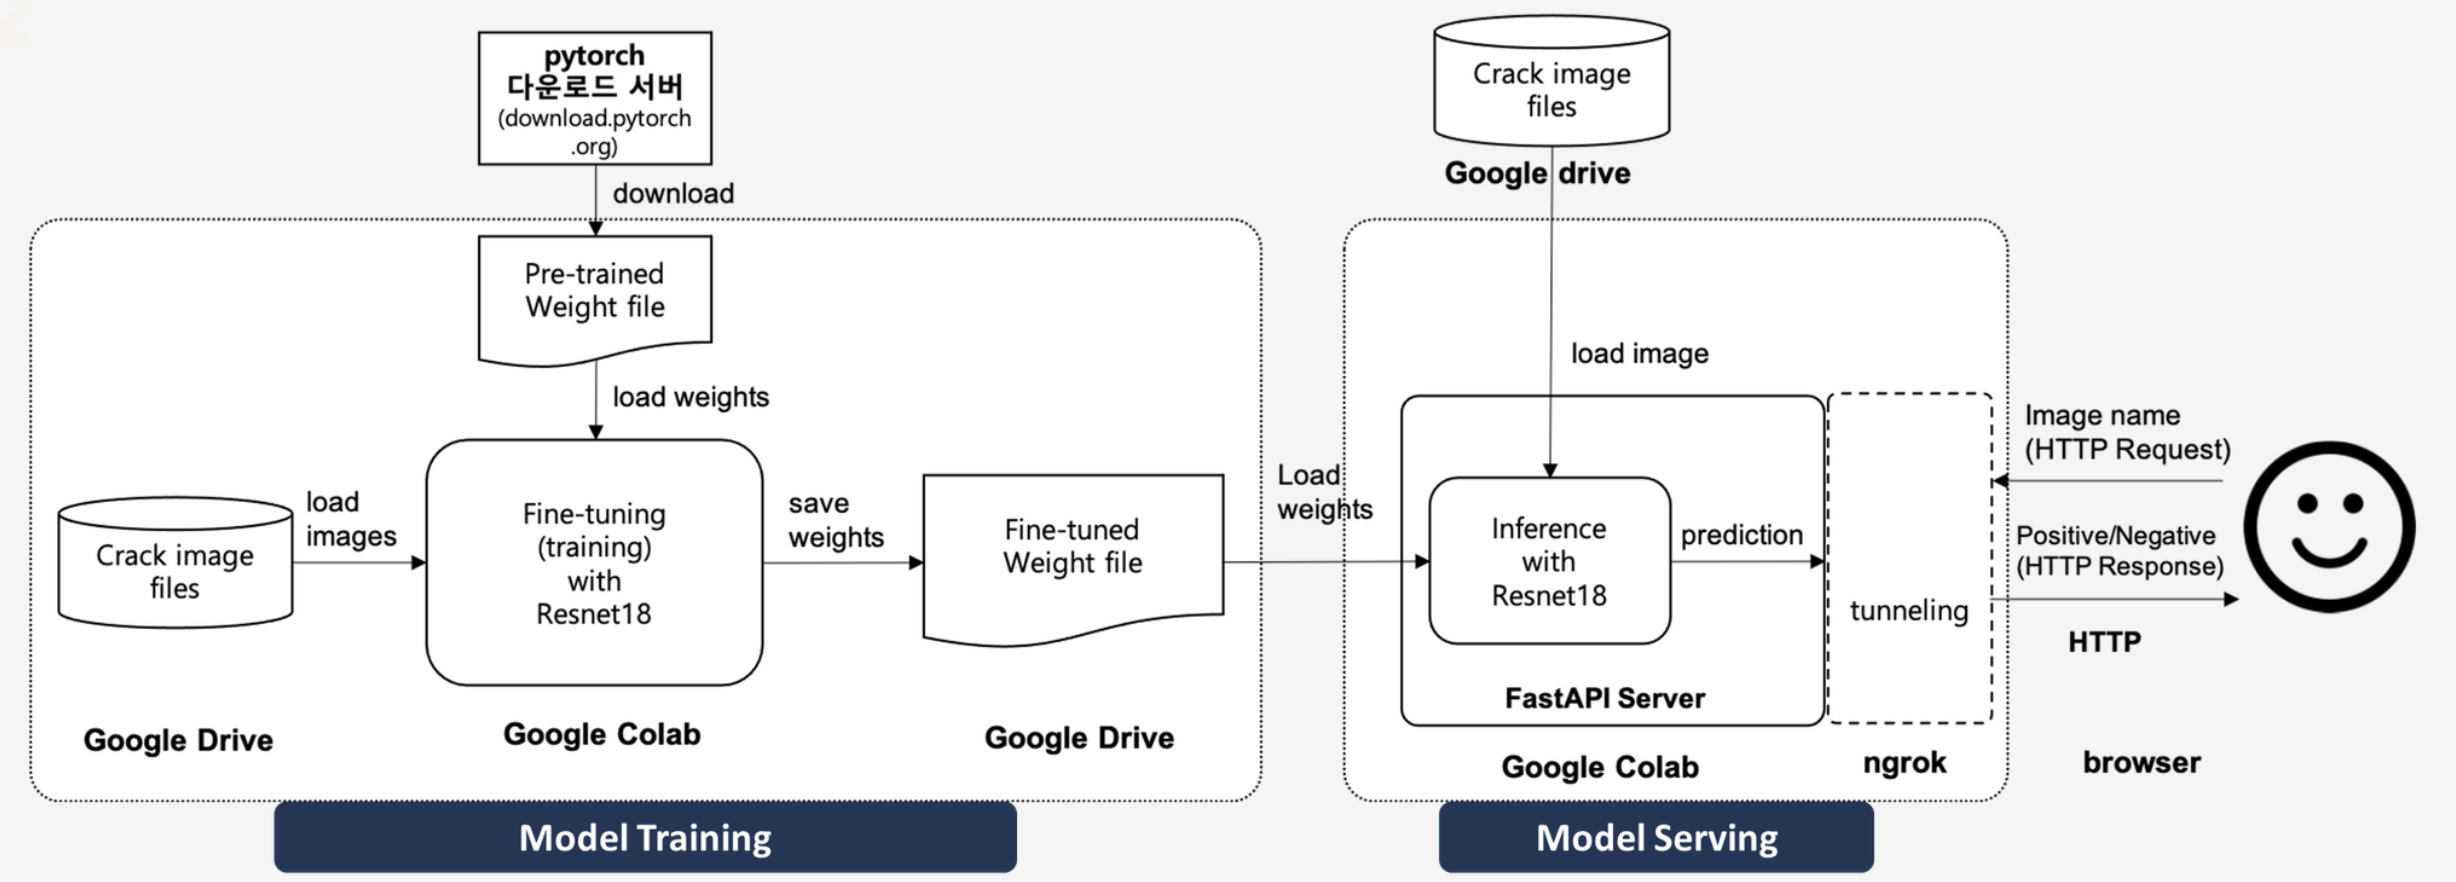 2
pytorch
다운로드 서버
(download.pytorch
.org)
download
Pre-trained
Weight file
load weights
load
images
Crack image
files
Fine-tuning
(training)
with
Resnet18
save
weights
Fine-tuned
Weight file
Google Drive
Google Colab
Google Drive
Model Training
Crack image
files
Google drive
load image
Load
weights
Inference
with
Resnet18
prediction
FastAPI Server
Google Colab
tunneling
ngrok
Image name
(HTTP Request)
Positive/Negative
(HTTP Response)
HTTP
browser
Model Serving